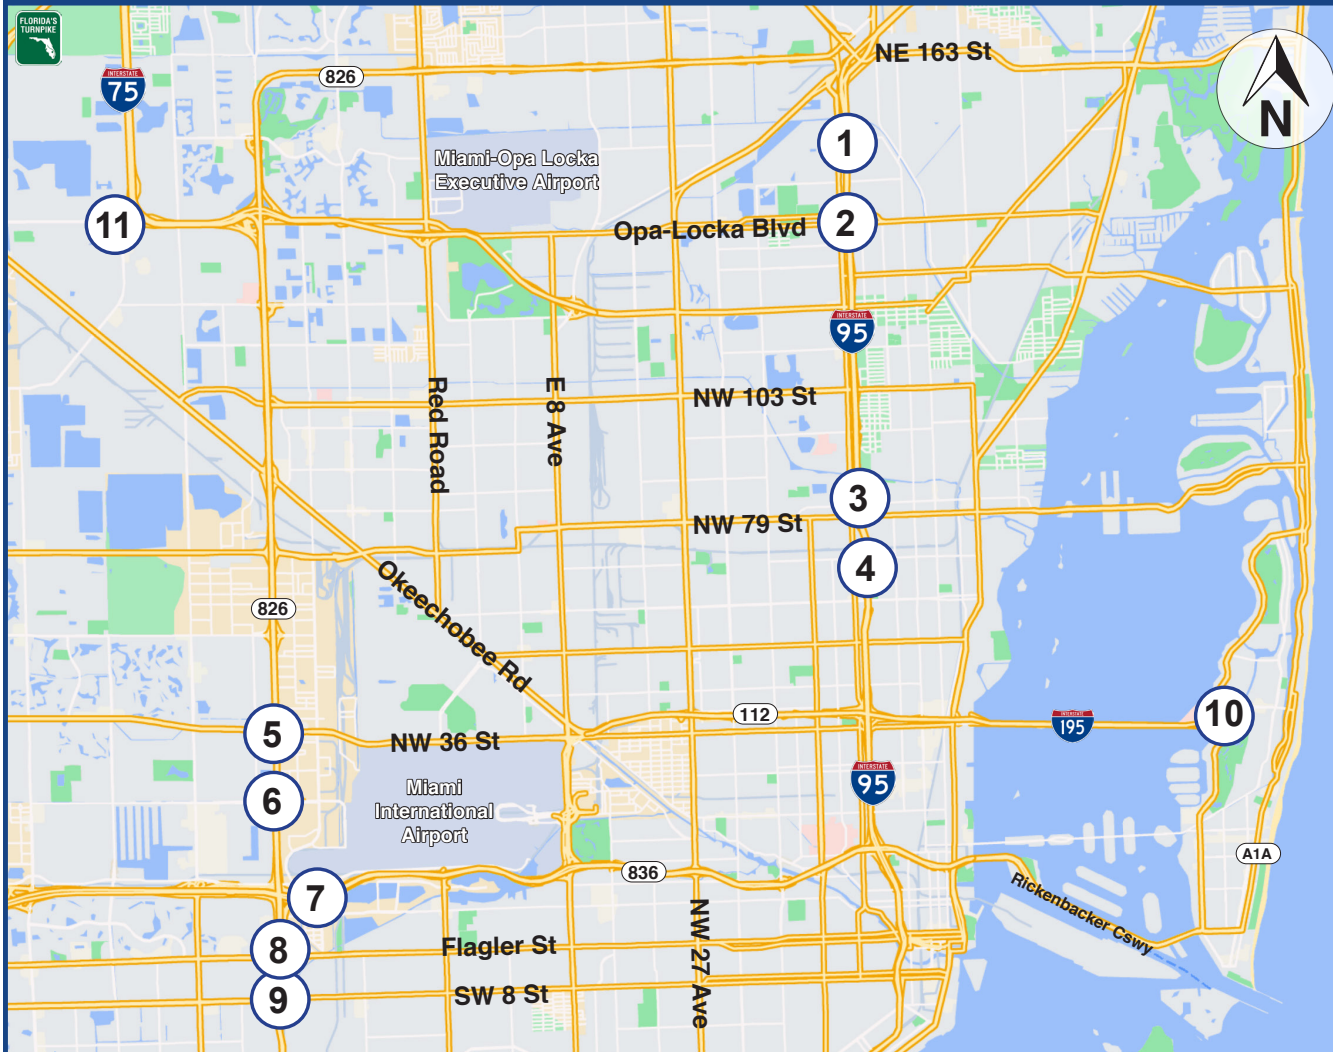 FLORIDA'S
TURNPIKE
INTERSTATE
75
826
NE 163 St
N
1
Miami-Opa Locka
Executive Airport
11
Opa-Locka Blvd
2
INTERSTATE
95
Red Road
E 8 Ave
NW 103 St
3
NW 79 St
4
Okeechobee Rd
826
5
NW 36 St
112
INTERSTATE
195
10
6
Miami
International
Airport
INTERSTATE
95
A1A
836
7
Rickenbacker Cswy
8
Flagler St
NW 27 Ave
9
SW 8 St